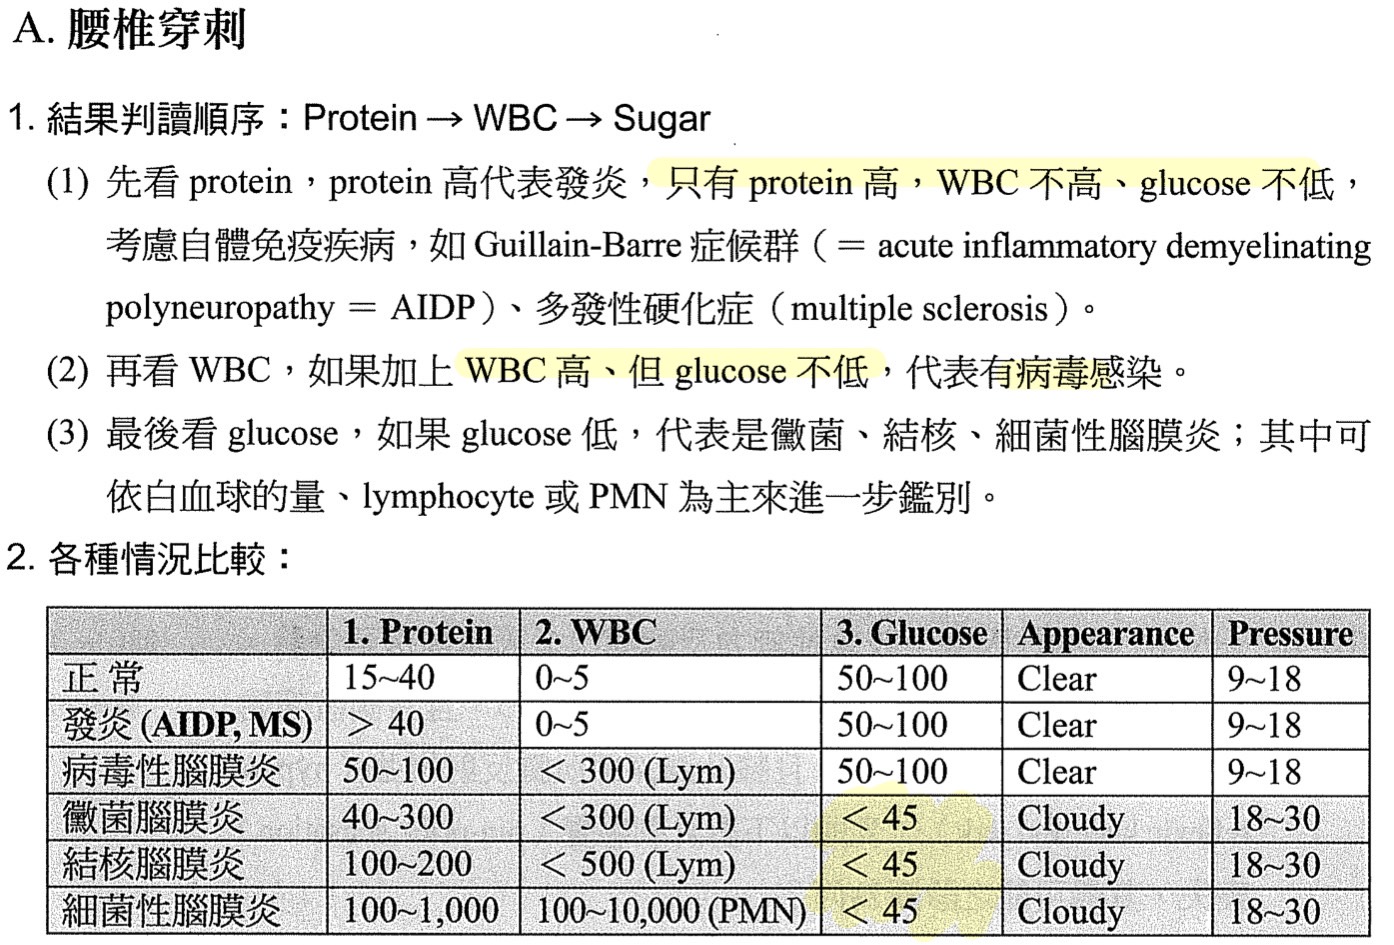 A. 腰椎穿刺
1. 結果判讀順序：Protein → WBC → Sugar
(1) 先看 protein，protein 高代表發炎，只有 protein 高，WBC 不高、glucose 不低，
考慮自體免疫疾病，如 Guillain-Barre 症候群（＝ acute inflammatory demyelinating
polyneuropathy ＝ AIDP）、多發性硬化症（multiple sclerosis）。
(2) 再看 WBC，如果加上 WBC 高、但 glucose 不低，代表有病毒感染。
(3) 最後看 glucose，如果 glucose 低，代表是黴菌、結核、細菌性腦膜炎；其中可
依白血球的量、lymphocyte 或 PMN 為主來進一步鑑別。
2. 各種情況比較：
1. Protein 2. WBC 3. Glucose Appearance Pressure
正 常 15~40 0~5 50~100 Clear 9~18
發炎 (AIDP, MS) > 40 0~5 50~100 Clear 9~18
病毒性腦膜炎 50~100 < 300 (Lym) 50~100 Clear 9~18
黴菌腦膜炎 40~300 < 300 (Lym) < 45 Cloudy 18~30
結核腦膜炎 100~200 < 500 (Lym) < 45 Cloudy 18~30
細菌性腦膜炎 100~1,000 100~10,000 (PMN) < 45 Cloudy 18~30